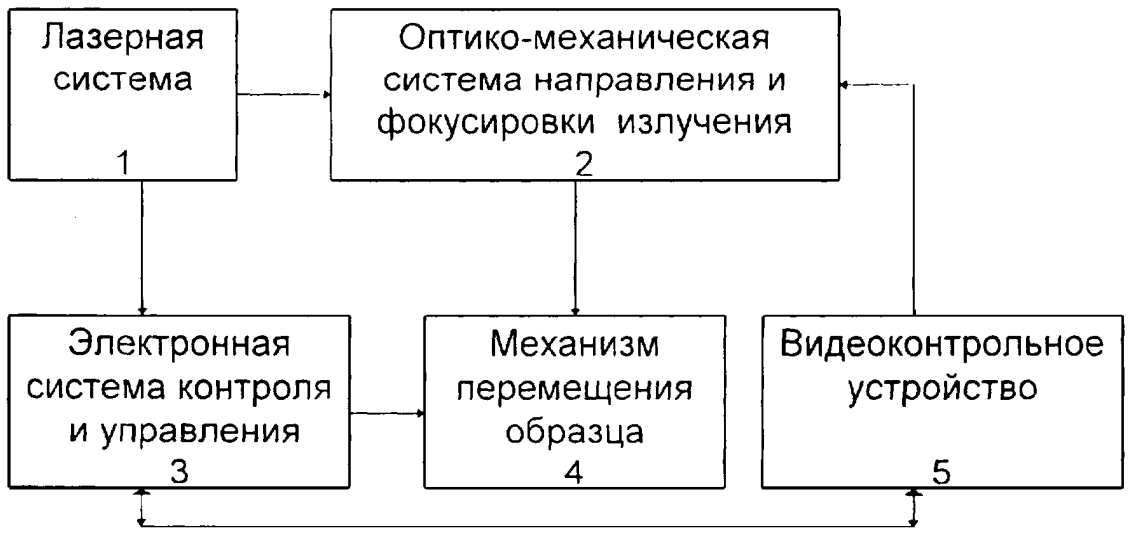 Лазерная
система
1
Оптико-механическая
система направления и
фокусировки излучения
2
Электронная
система контроля
и управления
3
Механизм
перемещения
образца
4
Видеоконтрольное
устройство
5